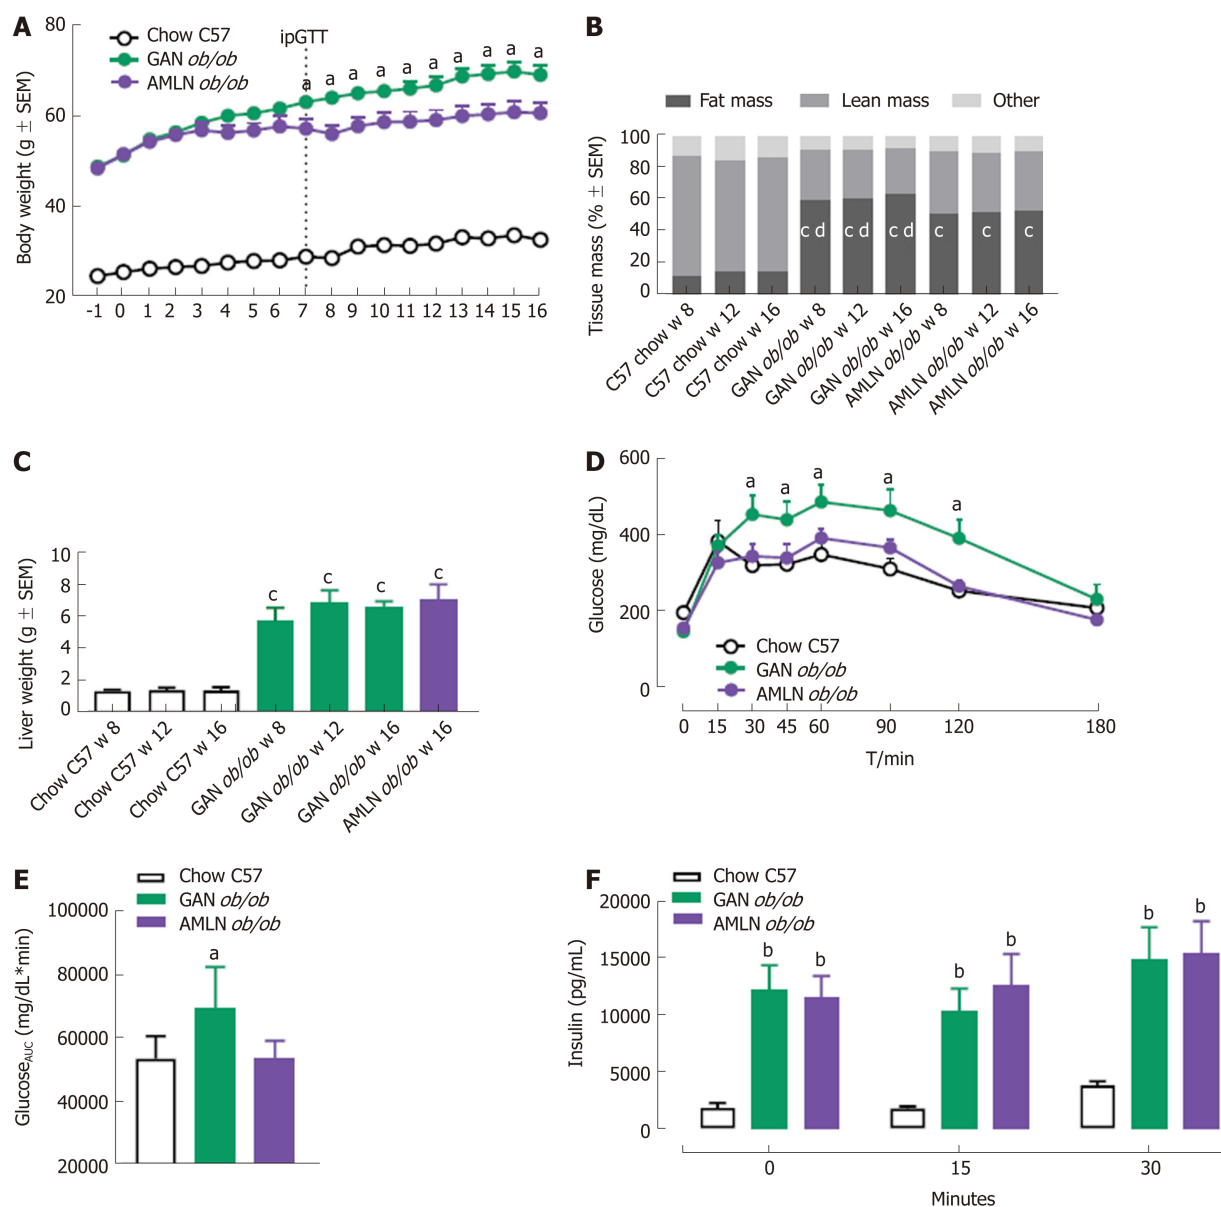 A
80
60
40
20
Body weight (g ± SEM)
Chow C57
GAN ob/ob
AMLN ob/ob
ipGTT
a a a a a a a a a a
-1 0 1 2 3 4 5 6 7 8 9 10 11 12 13 14 15 16
B
Fat mass
Lean mass
Other
Tissue mass (% ± SEM)
100
80
60
40
20
0
c d c d c d c c c
C57 chow w 8
C57 chow w 12
C57 chow w 16
GAN ob/ob w 8
GAN ob/ob w 12
GAN ob/ob w 16
AMLN ob/ob w 8
AMLN ob/ob w 12
AMLN ob/ob w 16
C
Liver weight (g ± SEM)
10
8
6
4
2
0
c c c c
Chow C57 w 8
Chow C57 w 12
Chow C57 w 16
GAN ob/ob w 8
GAN ob/ob w 12
GAN ob/ob w 16
AMLN ob/ob w 16
D
Glucose (mg/dL)
600
400
200
0
a a a a a
Chow C57
GAN ob/ob
AMLN ob/ob
0 15 30 45 60 90 120 180
T/min
E
Chow C57
GAN ob/ob
AMLN ob/ob
Glucose AUC (mg/dL*min)
100000
80000
60000
40000
20000
a
F
Chow C57
GAN ob/ob
AMLN ob/ob
Insulin (pg/mL)
20000
15000
10000
5000
0
b b b b b b
0 15 30
Minutes